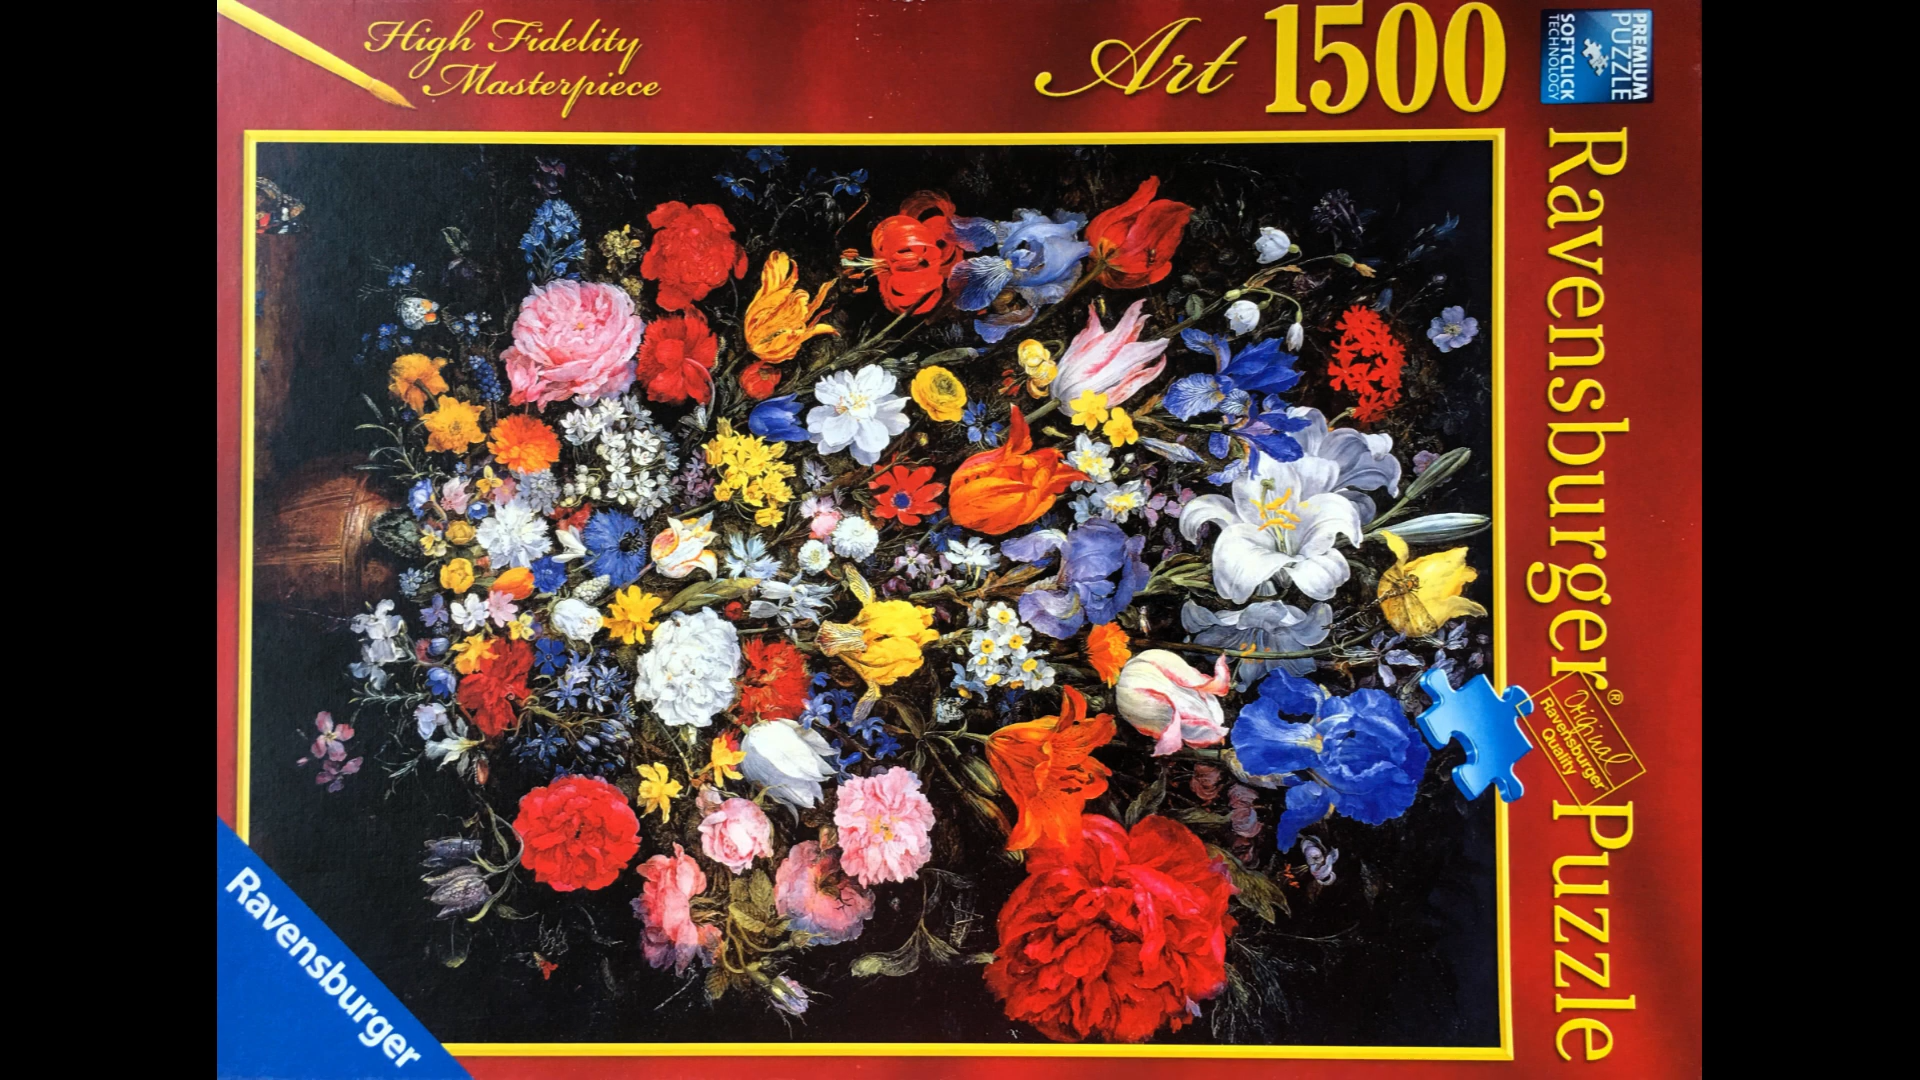 High Fidelity
Masterpiece
Art 1500
PREMIUM
PUZZLE
SOFTCLICK
TECHNOLOGY
Ravensburger® Puzzle
Original
Ravensburger
Quality
Ravensburger